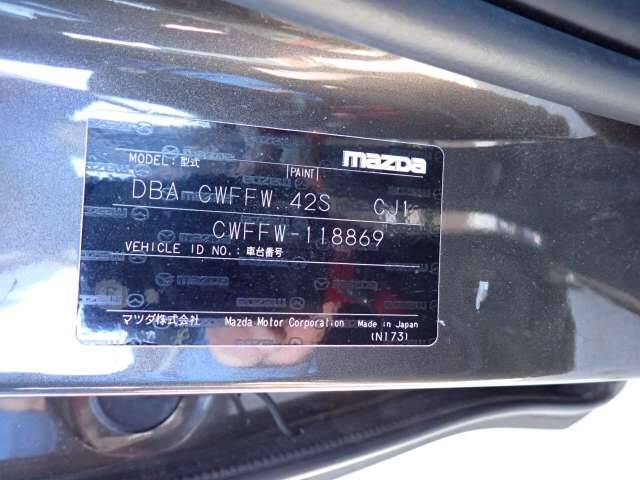 mazda
MODEL: 型式 PAINT
DBA-CWFFW 42S CJ1
CWFFW-118869
VEHICLE ID NO.: 車台番号
マツダ株式会社 Mazda Motor Corporation Made in Japan
(N173)